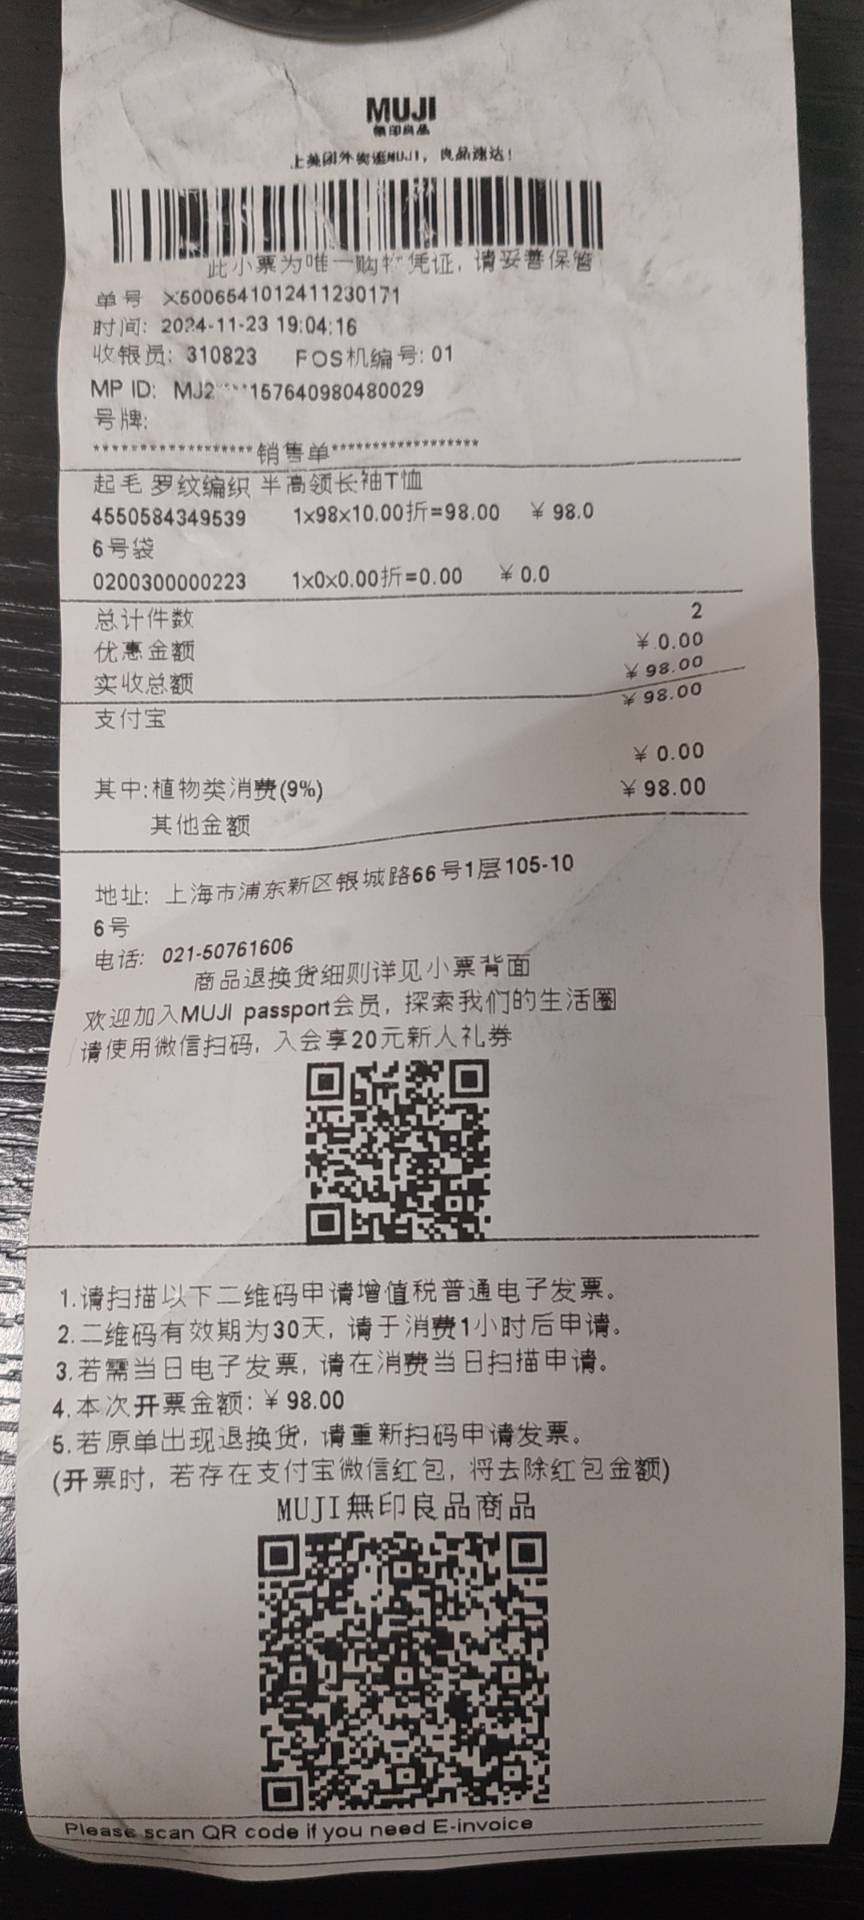 MUJI
無印良品
上美团外卖逛MUJI，良品速达！
此小票为唯一购物凭证，请妥善保管
单号 X5006541012411230171
时间: 2024-11-23 19:04:16
收银员: 310823 POS机编号: 01
MP ID: MJ2****157640980480029
号牌:
******************销售单******************
起毛 罗纹编织 半高领长袖T恤
4550584349539 1x98x10.00折=98.00 ￥98.0
6号袋
0200300000223 1x0x0.00折=0.00 ￥0.0
总计件数 2
优惠金额 ￥0.00
实收总额 ￥98.00
支付宝 ￥98.00
其中:植物类消费(9%) ￥0.00
其他金额 ￥98.00
地址: 上海市浦东新区银城路66号1层105-10
6号
电话: 021-50761606
商品退换货细则详见小票背面
欢迎加入MUJI passport会员，探索我们的生活圈
请使用微信扫码，入会享20元新人礼券
1.请扫描以下二维码申请增值税普通电子发票。
2.二维码有效期为30天，请于消费1小时后申请。
3.若需当日电子发票，请在消费当日扫描申请。
4.本次开票金额: ￥98.00
5.若原单出现退换货，请重新扫码申请发票。
(开票时，若存在支付宝微信红包，将去除红包金额)
MUJI無印良品商品
Please scan QR code if you need E-invoice